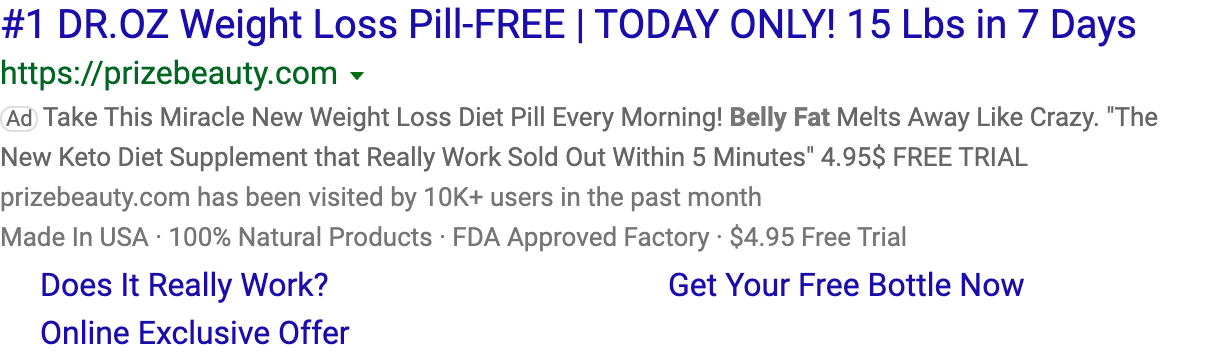 #1 DR.OZ Weight Loss Pill-FREE | TODAY ONLY! 15 Lbs in 7 Days
https://prizebeauty.com
Ad Take This Miracle New Weight Loss Diet Pill Every Morning! Belly Fat Melts Away Like Crazy. "The
New Keto Diet Supplement that Really Work Sold Out Within 5 Minutes" 4.95$ FREE TRIAL
prizebeauty.com has been visited by 10K+ users in the past month
Made In USA · 100% Natural Products · FDA Approved Factory · $4.95 Free Trial
Does It Really Work?
Get Your Free Bottle Now
Online Exclusive Offer